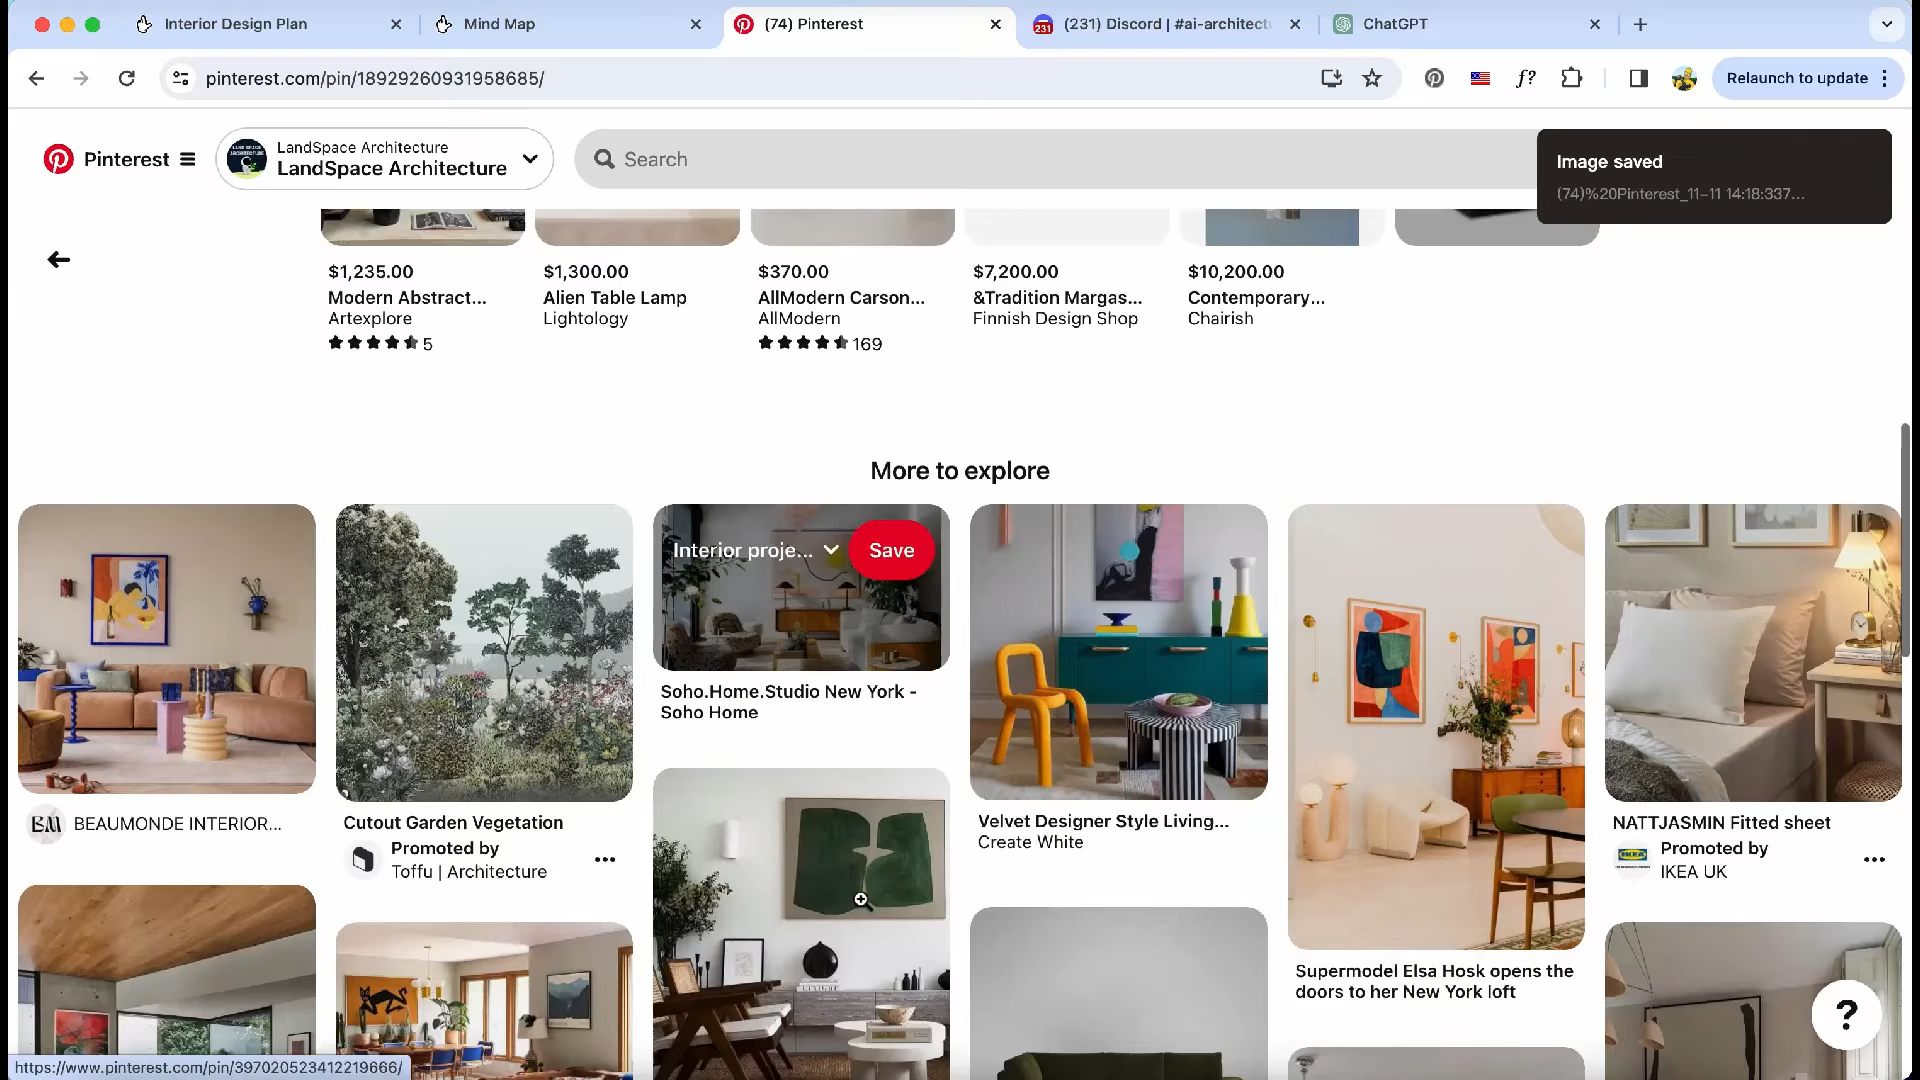 Interior Design Plan
Mind Map
(74) Pinterest
231
(231) Discord | #ai-architectu
ChatGPT
pinterest.com/pin/18929260931958685/
f?
Relaunch to update
Pinterest
LandSpace Architecture
LandSpace Architecture
Search
Image saved
(74)%20Pinterest_11-11 14:18:337...
$1,235.00
Modern Abstract...
Artexplore
5
$1,300.00
Alien Table Lamp
Lightology
$370.00
AllModern Carson...
AllModern
169
$7,200.00
&Tradition Margas...
Finnish Design Shop
$10,200.00
Contemporary...
Chairish
More to explore
Interior proje...
Save
Soho.Home.Studio New York -
Soho Home
BM
BEAUMONDE INTERIOR...
Cutout Garden Vegetation
Promoted by
Toffu | Architecture
Velvet Designer Style Living...
Create White
Supermodel Elsa Hosk opens the
doors to her New York loft
NATTJASMIN Fitted sheet
IKEA
Promoted by
IKEA UK
?
https://www.pinterest.com/pin/397020523412219666/